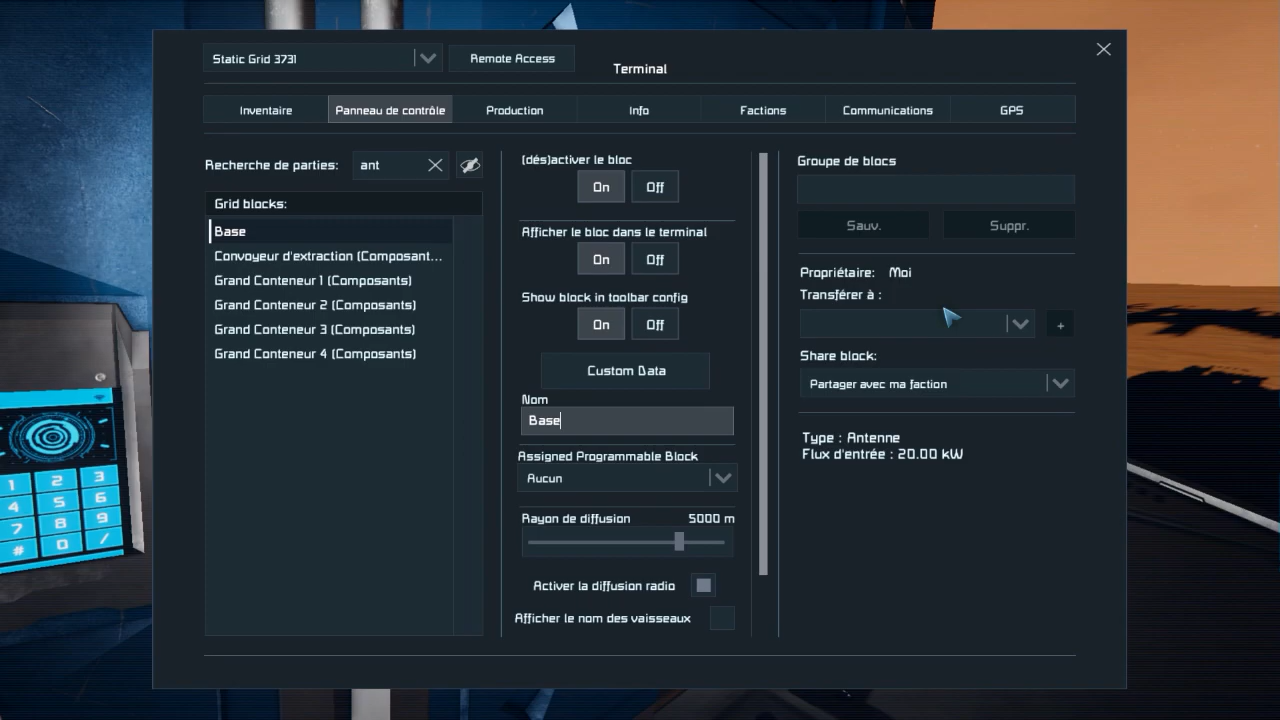 Static Grid 3731
Remote Access
Terminal
Inventaire
Panneau de contrôle
Production
Info
Factions
Communications
GPS
Recherche de parties:
ant
Grid blocks:
Base
Convoyeur d'extraction (Composant...
Grand Conteneur 1 (Composants)
Grand Conteneur 2 (Composants)
Grand Conteneur 3 (Composants)
Grand Conteneur 4 (Composants)
(dés)activer le bloc
On
Off
Afficher le bloc dans le terminal
On
Off
Show block in toolbar config
On
Off
Custom Data
Nom
Base
Assigned Programmable Block
Aucun
Rayon de diffusion
5000 m
Activer la diffusion radio
Afficher le nom des vaisseaux
Groupe de blocs
Sauv.
Suppr.
Propriétaire: Moi
Transférer à :
+
Share block:
Partager avec ma faction
Type : Antenne
Flux d'entrée : 20.00 kW
1 2 3
4 5 6
7 8 9
# 0 /